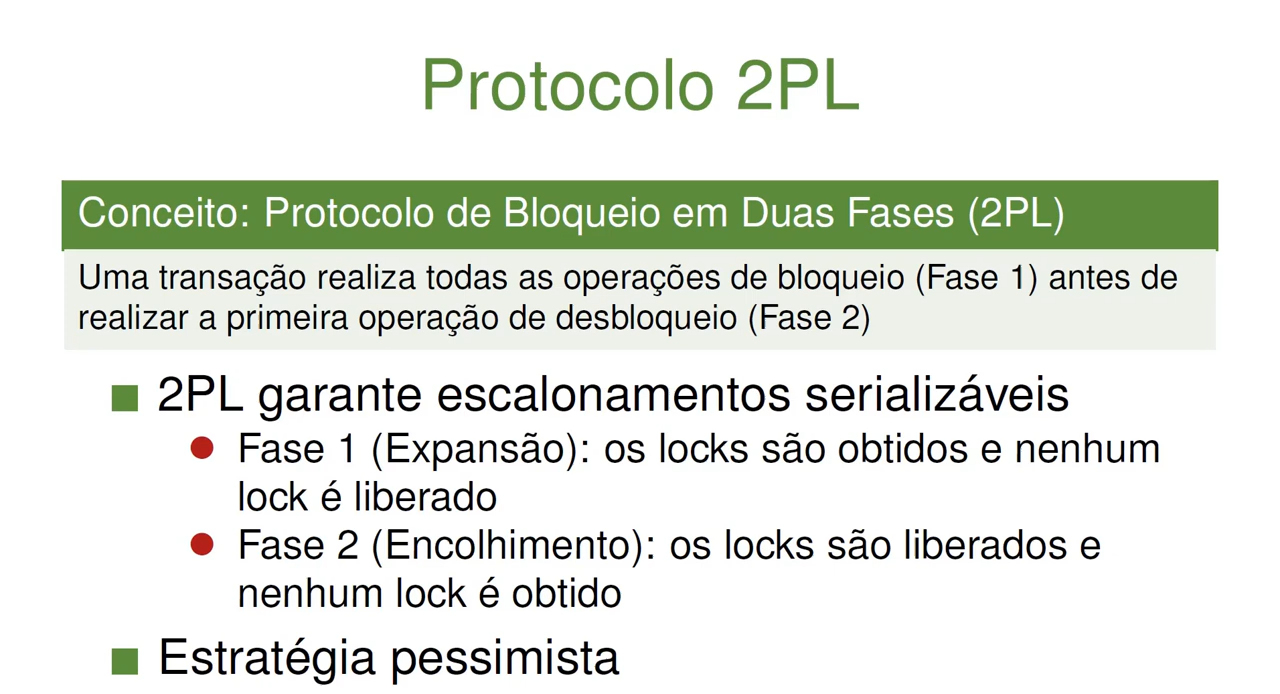 Protocolo 2PL
Conceito: Protocolo de Bloqueio em Duas Fases (2PL)
Uma transação realiza todas as operações de bloqueio (Fase 1) antes de
realizar a primeira operação de desbloqueio (Fase 2)
2PL garante escalonamentos serializáveis
Fase 1 (Expansão): os locks são obtidos e nenhum
lock é liberado
Fase 2 (Encolhimento): os locks são liberados e
nenhum lock é obtido
Estratégia pessimista